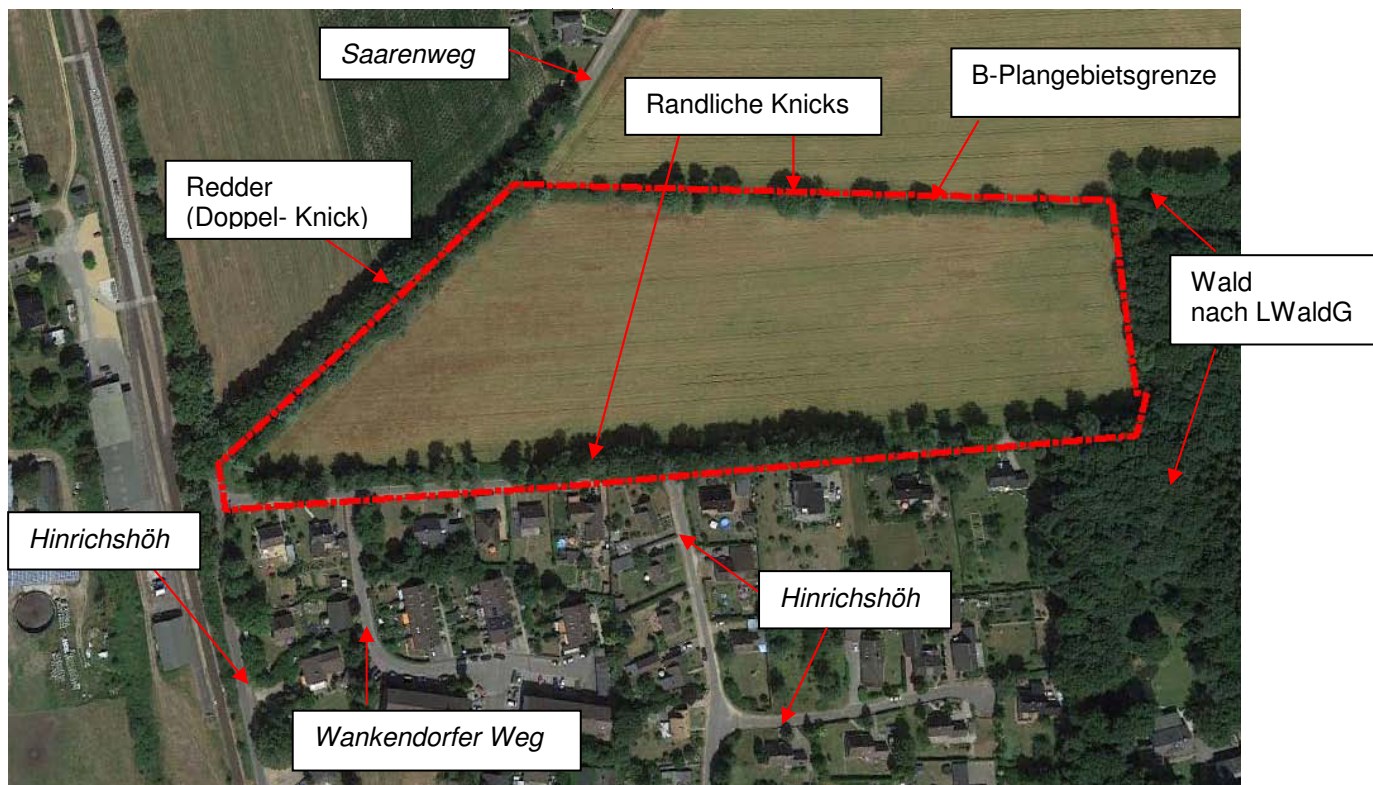 Saarenweg
B-Plangebietsgrenze
Randliche Knicks
Redder
(Doppel- Knick)
Wald
nach LWaldG
Hinrichshöh
Hinrichshöh
Wankendorfer Weg